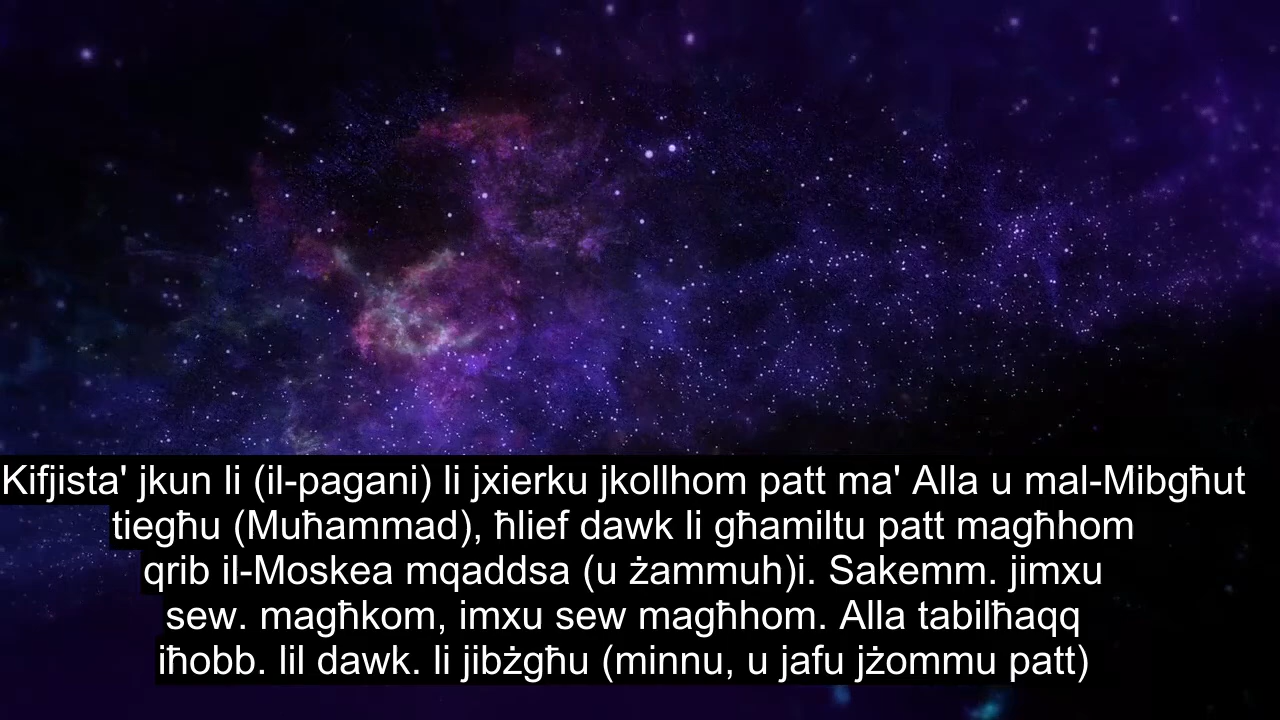 Kifjista' jkun li (il-pagani) li jxierku jkollhom patt ma' Alla u mal-Mibgħut
tiegħu (Muħammad), ħlief dawk li għamiltu patt magħhom
qrib il-Moskea mqaddsa (u żammuh)i. Sakemm. jimxu
sew. magħkom, imxu sew magħhom. Alla tabilħaqq
iħobb. lil dawk. li jibżgħu (minnu, u jafu jżommu patt)